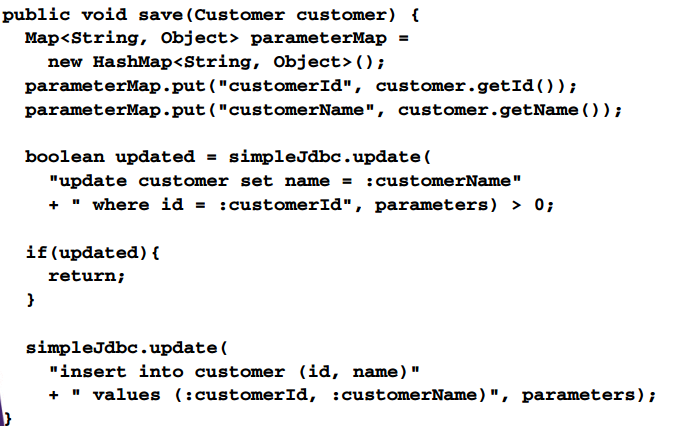 public void save(Customer customer) {
Map<String, Object> parameterMap =
new HashMap<String, Object>();
parameterMap.put("customerId", customer.getId());
parameterMap.put("customerName", customer.getName());
boolean updated = simpleJdbc.update(
"update customer set name = :customerName"
+ " where id = :customerId", parameters) > 0;
if(updated){
return;
}
simpleJdbc.update(
"insert into customer (id, name)"
+ " values (:customerId, :customerName)", parameters);
}